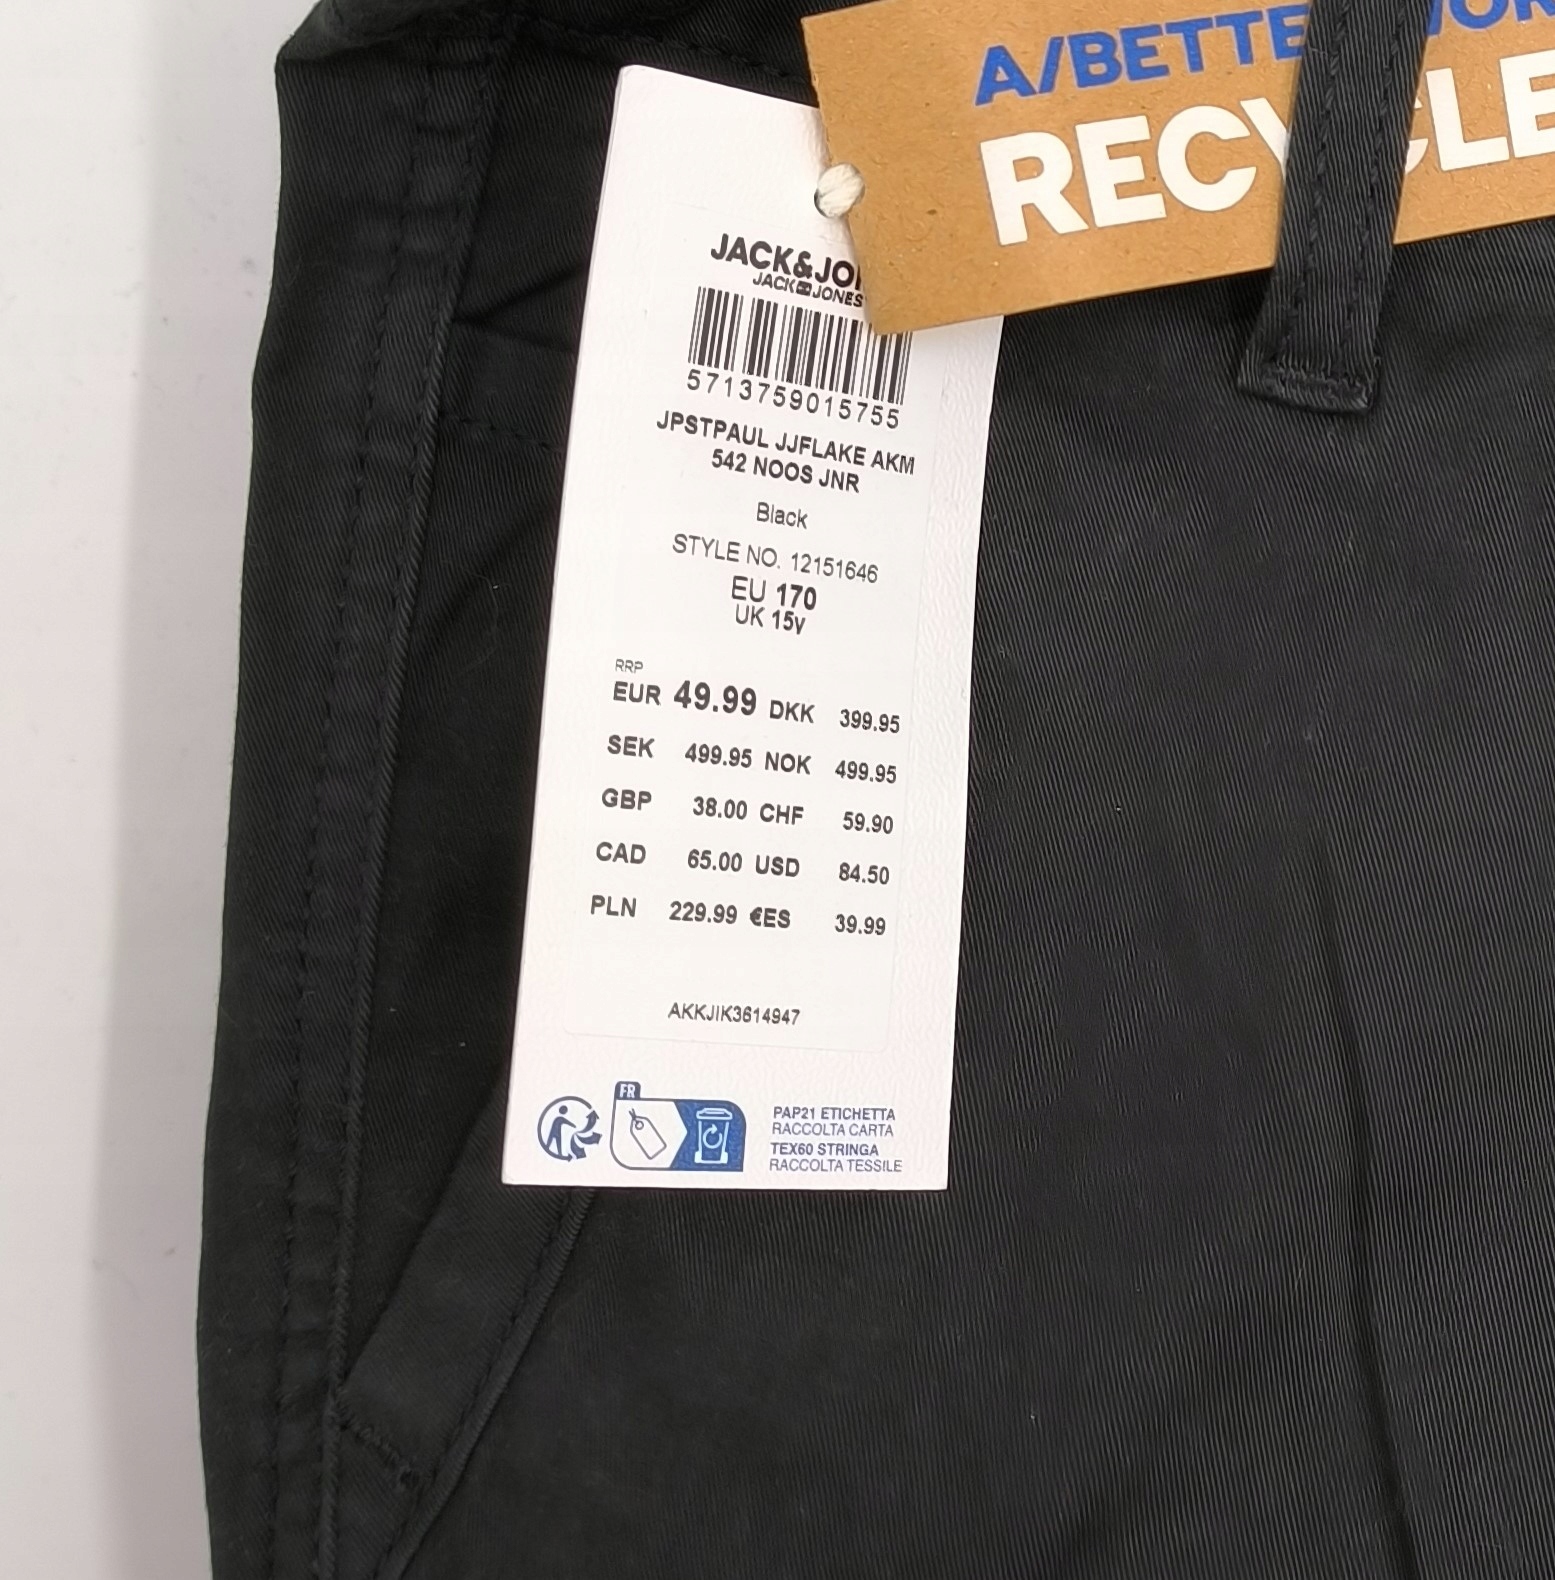 A/BETTE
RECYCLE
JACK&JO
JACK JONES
5713759015755
JPSTPAUL JJFLAKE AKM
542 NOOS JNR
Black
STYLE NO. 12151646
EU 170
UK 15y
RRP
EUR 49.99 DKK 399.95
SEK 499.95 NOK 499.95
GBP 38.00 CHF 59.90
CAD 65.00 USD 84.50
PLN 229.99 €ES 39.99
AKKJIK3614947
FR
PAP21 ETICHETTA
RACCOLTA CARTA
TEX60 STRINGA
RACCOLTA TESSILE